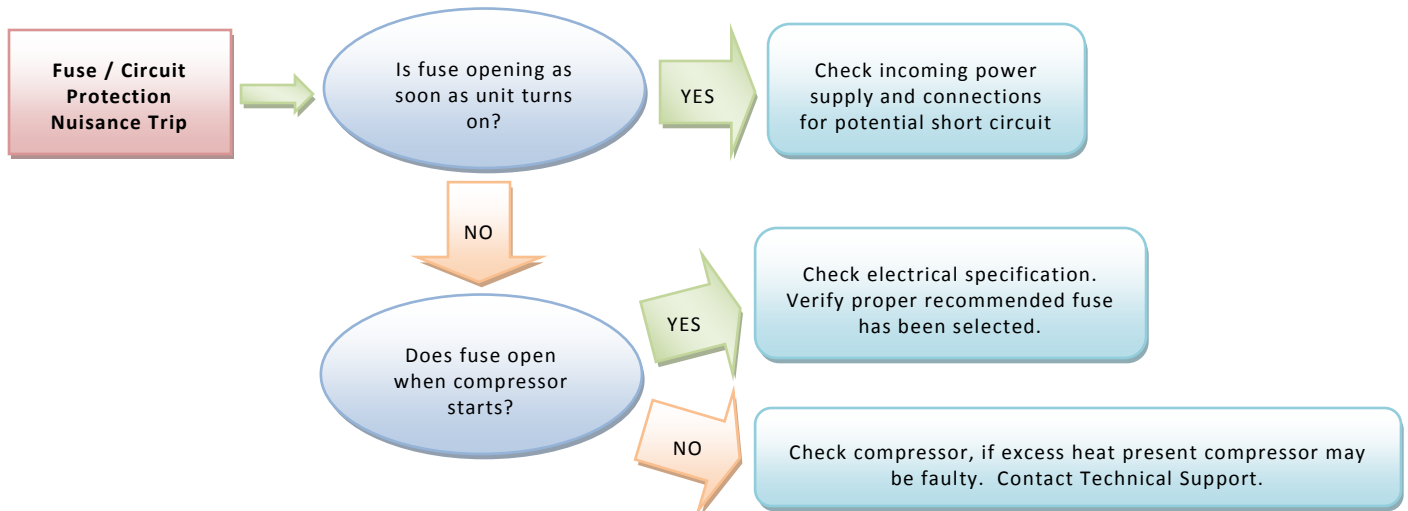 Fuse / Circuit
Protection
Nuisance Trip
Is fuse opening as
soon as unit turns
on?
YES
Check incoming power
supply and connections
for potential short circuit
NO
Does fuse open
when compressor
starts?
YES
Check electrical specification.
Verify proper recommended fuse
has been selected.
NO
Check compressor, if excess heat present compressor may
be faulty.  Contact Technical Support.